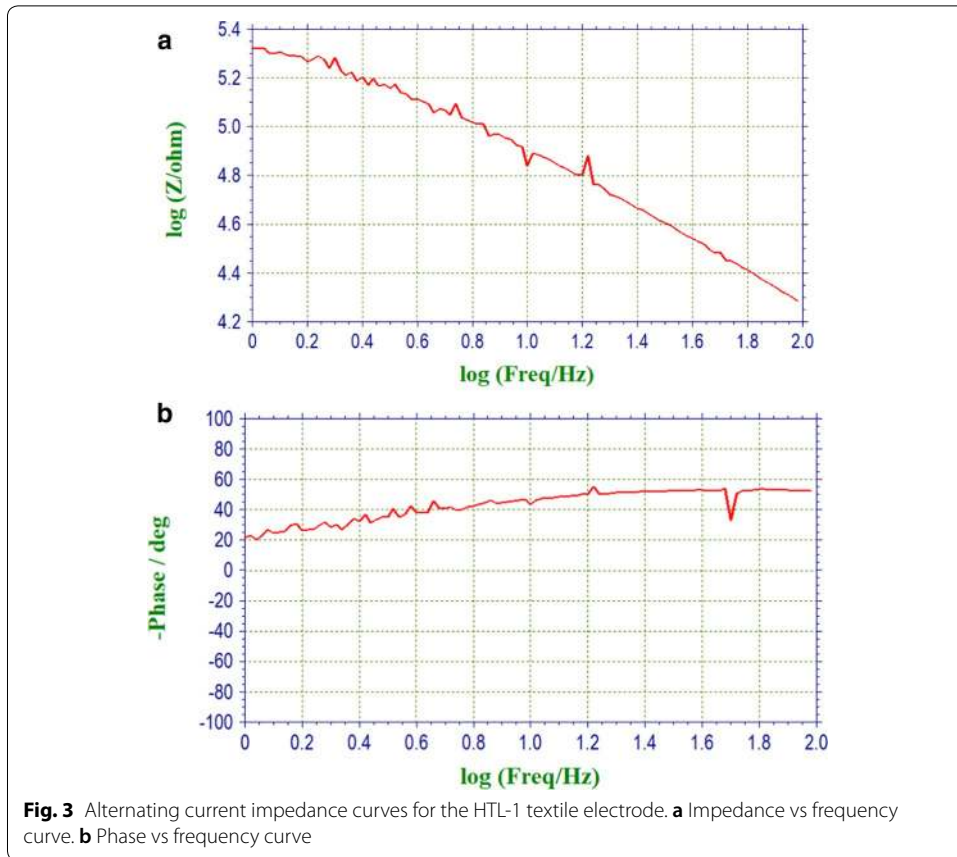 a
5.4
5.2
5.0
4.8
4.6
4.4
4.2
log (Z/ohm)
0 0.2 0.4 0.6 0.8 1.0 1.2 1.4 1.6 1.8 2.0
log (Freq/Hz)
b
100
80
60
40
20
0
-20
-40
-60
-80
-100
-Phase / deg
0 0.2 0.4 0.6 0.8 1.0 1.2 1.4 1.6 1.8 2.0
log (Freq/Hz)
Fig. 3 Alternating current impedance curves for the HTL-1 textile electrode. a Impedance vs frequency
curve. b Phase vs frequency curve